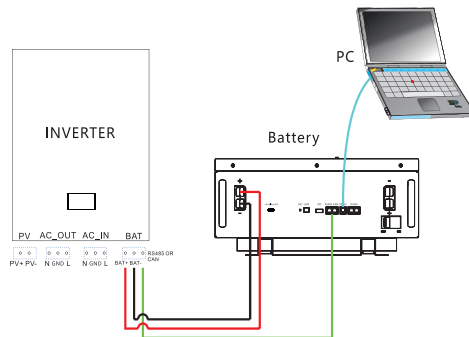 PC
INVERTER
Battery
+
-
-
+
PV AC_OUT AC_IN BAT
RS485 OR
CAN
PV+ PV- N GND L N GND L BAT+ BAT-